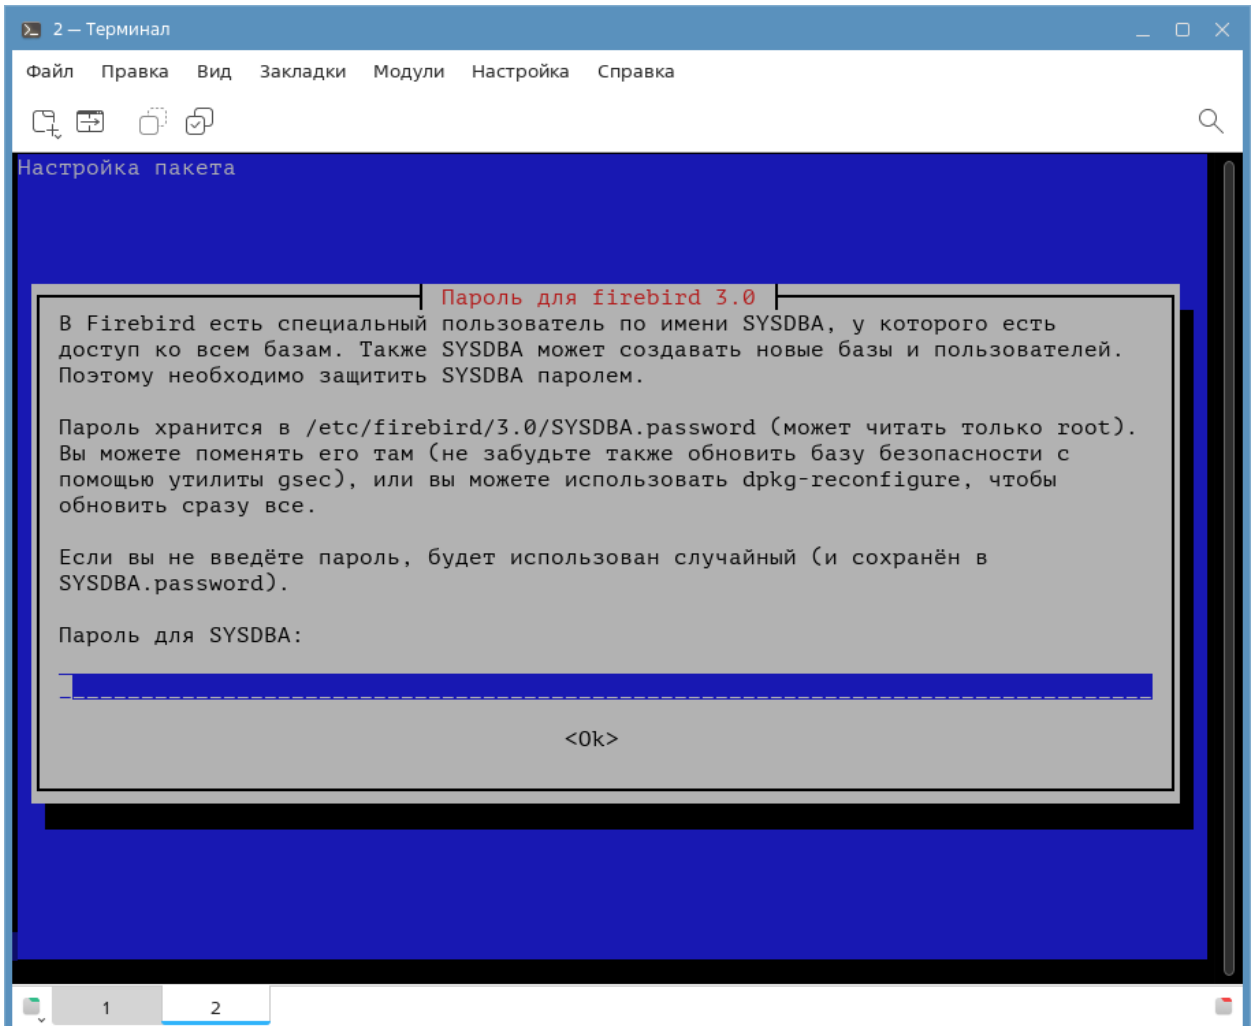 2 — Терминал
Файл Правка Вид Закладки Модули Настройка Справка
Настройка пакета
Пароль для firebird 3.0
В Firebird есть специальный пользователь по имени SYSDBA, у которого есть
доступ ко всем базам. Также SYSDBA может создавать новые базы и пользователей.
Поэтому необходимо защитить SYSDBA паролем.
Пароль хранится в /etc/firebird/3.0/SYSDBA.password (может читать только root).
Вы можете поменять его там (не забудьте также обновить базу безопасности с
помощью утилиты gsec), или вы можете использовать dpkg-reconfigure, чтобы
обновить сразу все.
Если вы не введёте пароль, будет использован случайный (и сохранён в
SYSDBA.password).
Пароль для SYSDBA:
<Ok>
1 2